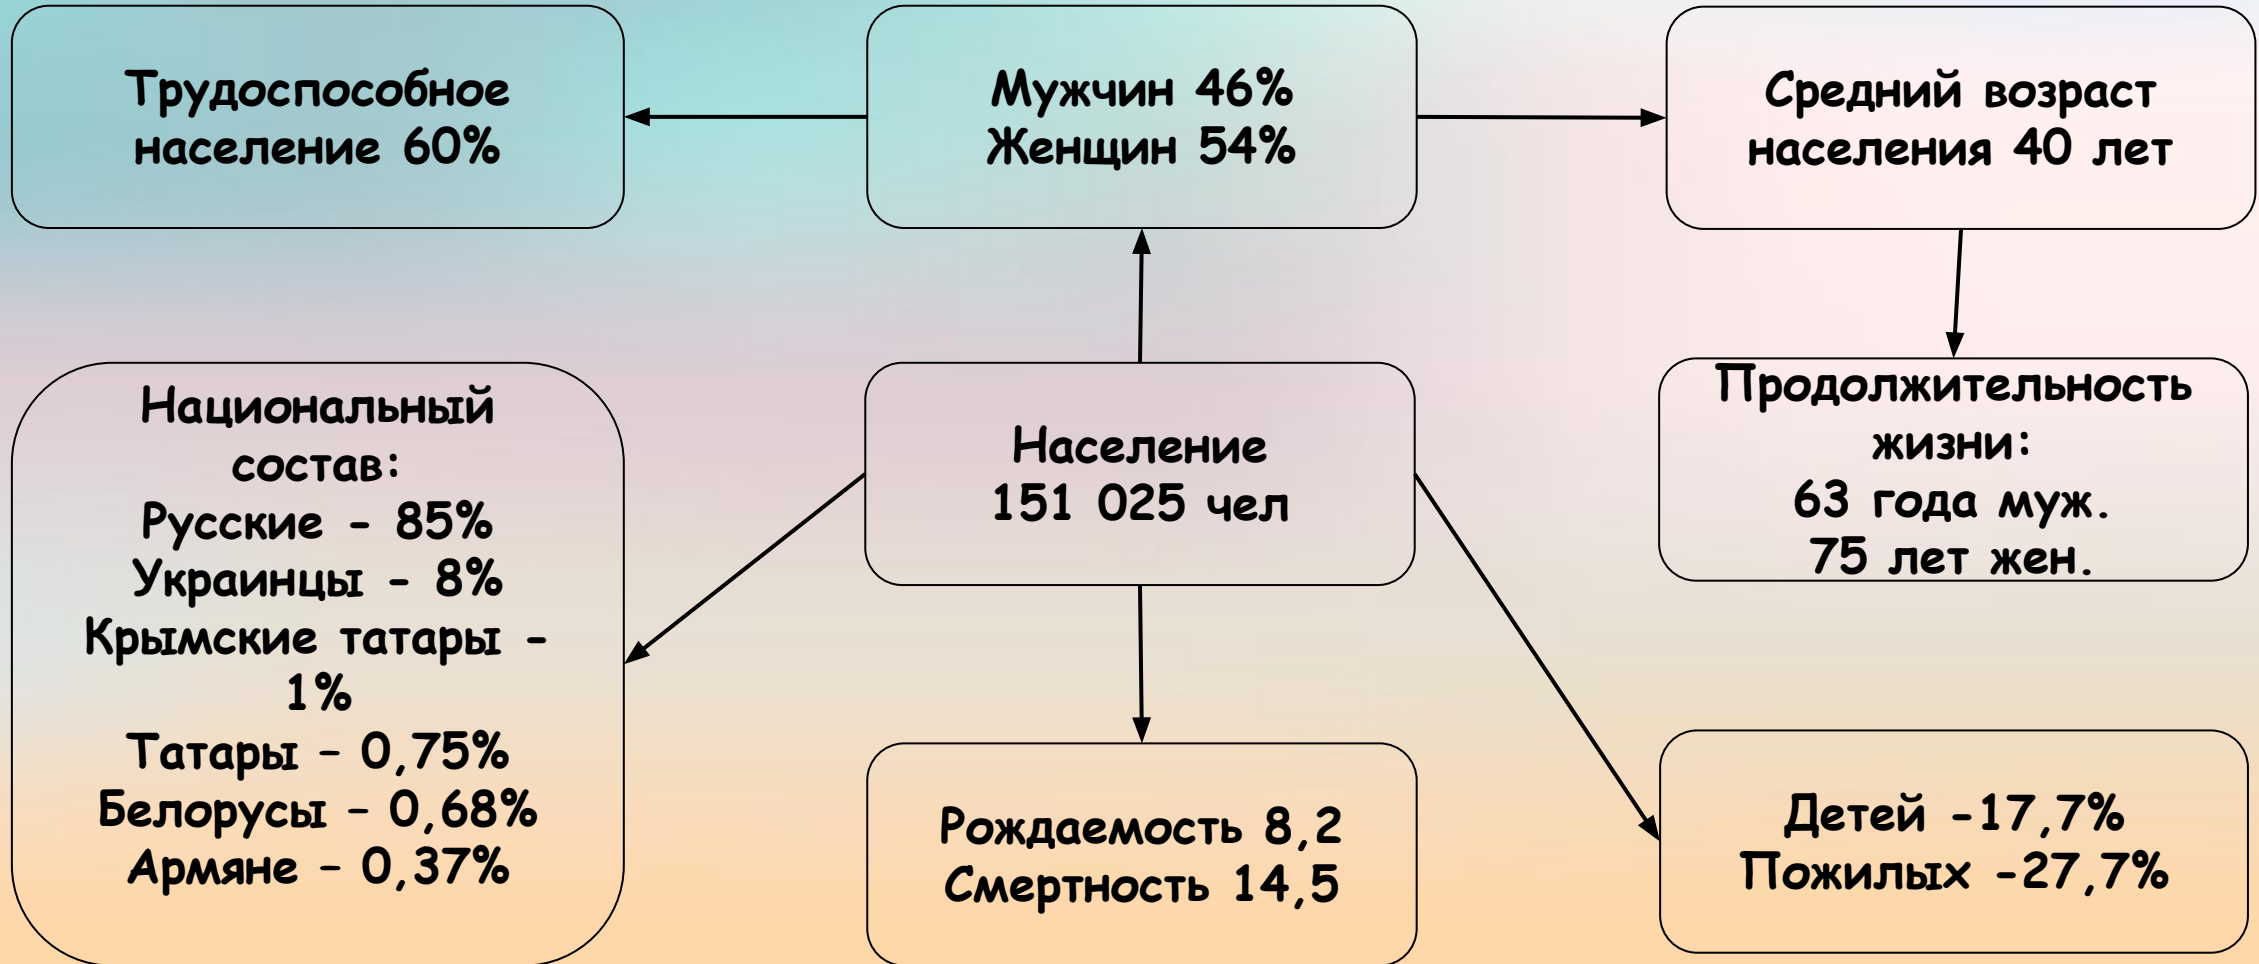 Трудоспособное
население 60%
Мужчин 46%
Женщин 54%
Средний возраст
населения 40 лет
Национальный
состав:
Русские - 85%
Украинцы - 8%
Крымские татары -
1%
Татары – 0,75%
Белорусы – 0,68%
Армяне – 0,37%
Население
151 025 чел
Продолжительность
жизни:
63 года муж.
75 лет жен.
Рождаемость 8,2
Смертность 14,5
Детей -17,7%
Пожилых -27,7%